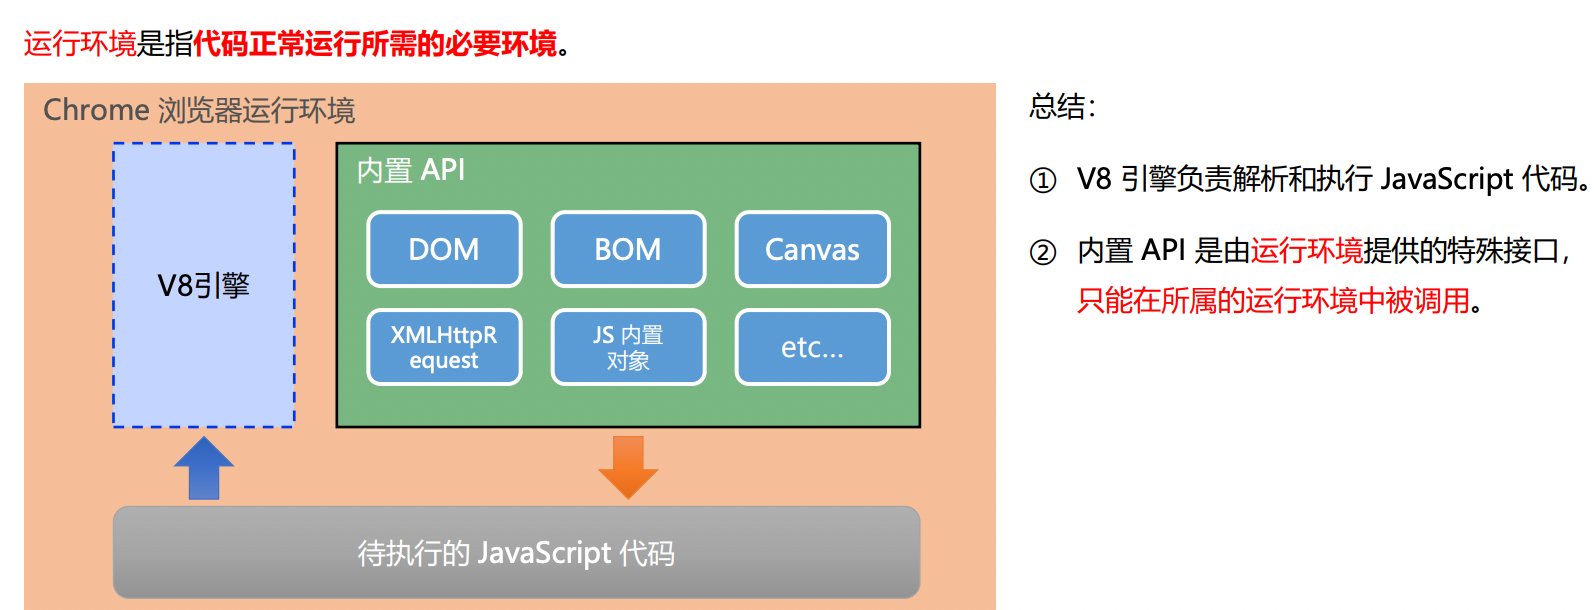 运行环境是指代码正常运行所需的必要环境。
Chrome 浏览器运行环境
V8引擎
内置 API
DOM
BOM
Canvas
XMLHttpR
equest
JS 内置
对象
etc...
待执行的 JavaScript 代码
总结：
① V8 引擎负责解析和执行 JavaScript 代码。
② 内置 API 是由运行环境提供的特殊接口，
只能在所属的运行环境中被调用。